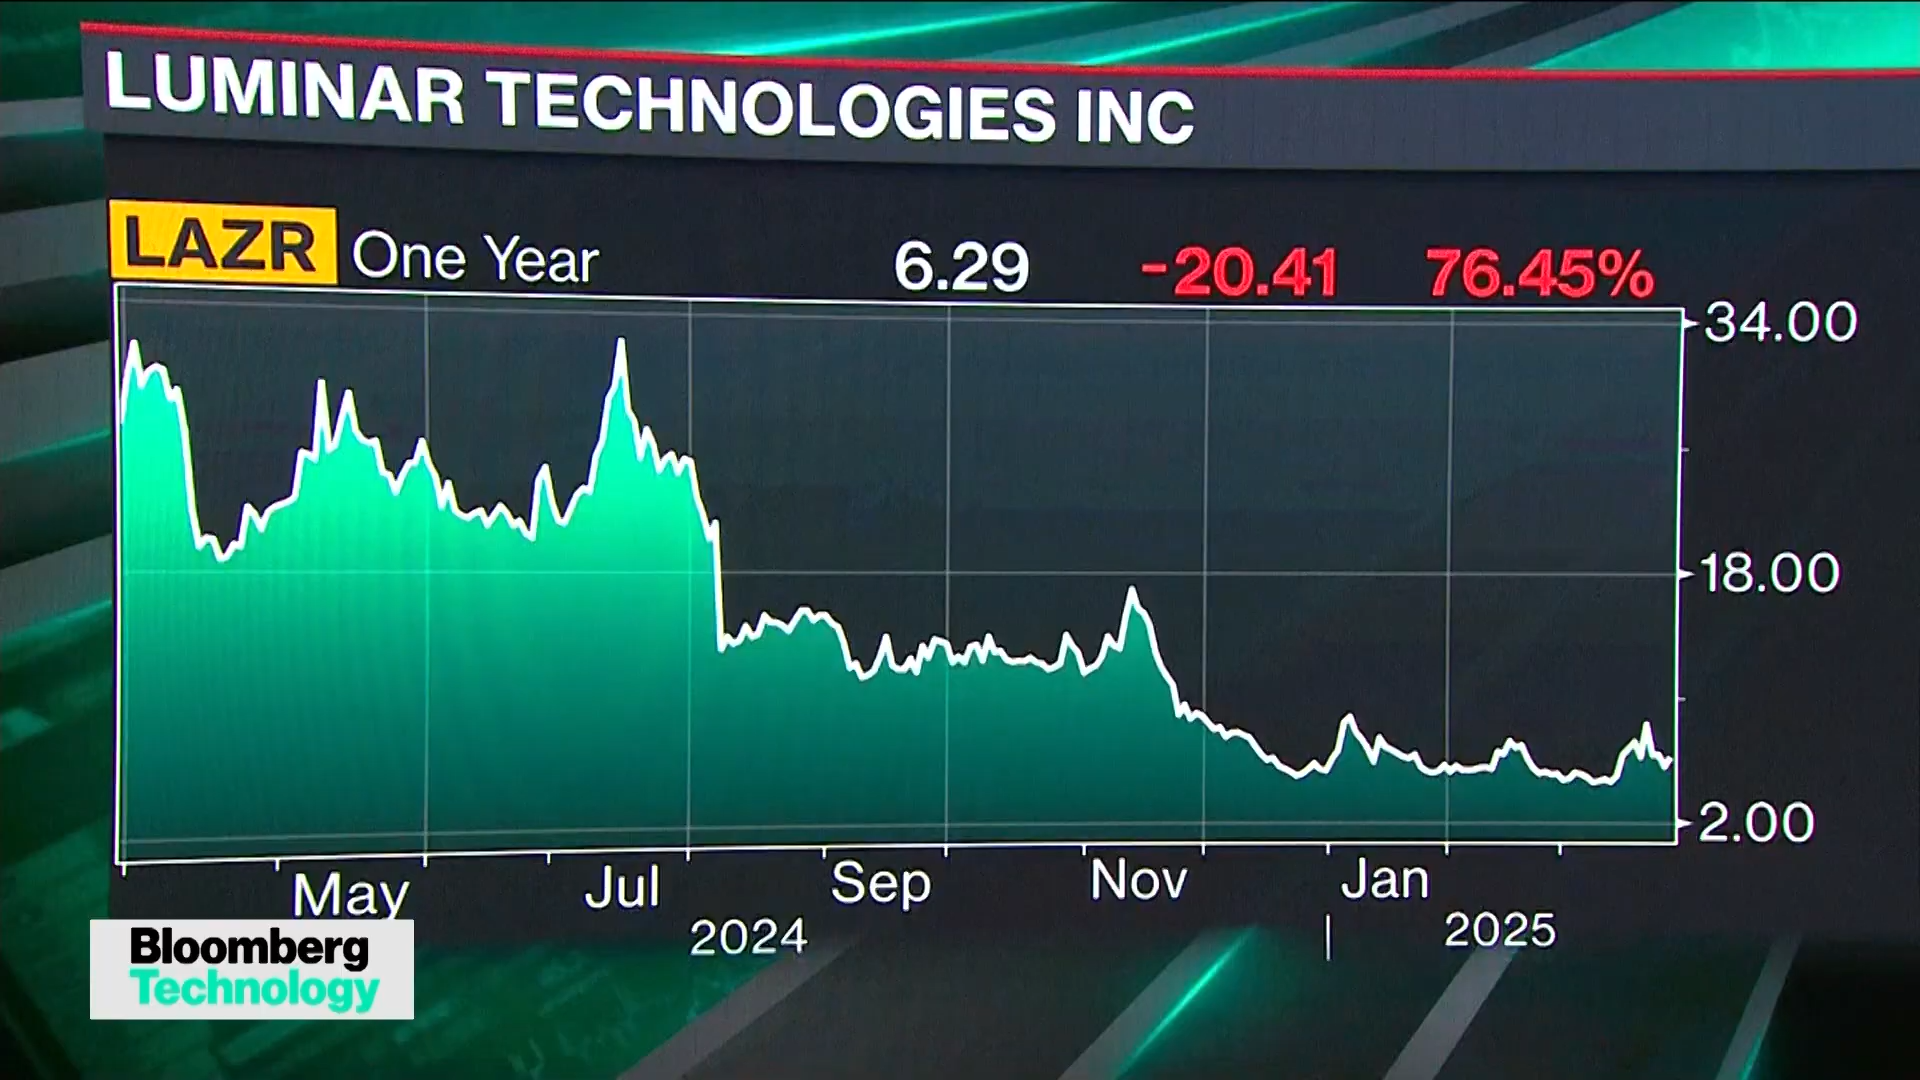 LUMINAR TECHNOLOGIES INC
LAZR One Year 6.29 -20.41 76.45%
34.00
18.00
2.00
May Jul Sep Nov Jan
2024 2025
Bloomberg
Technology